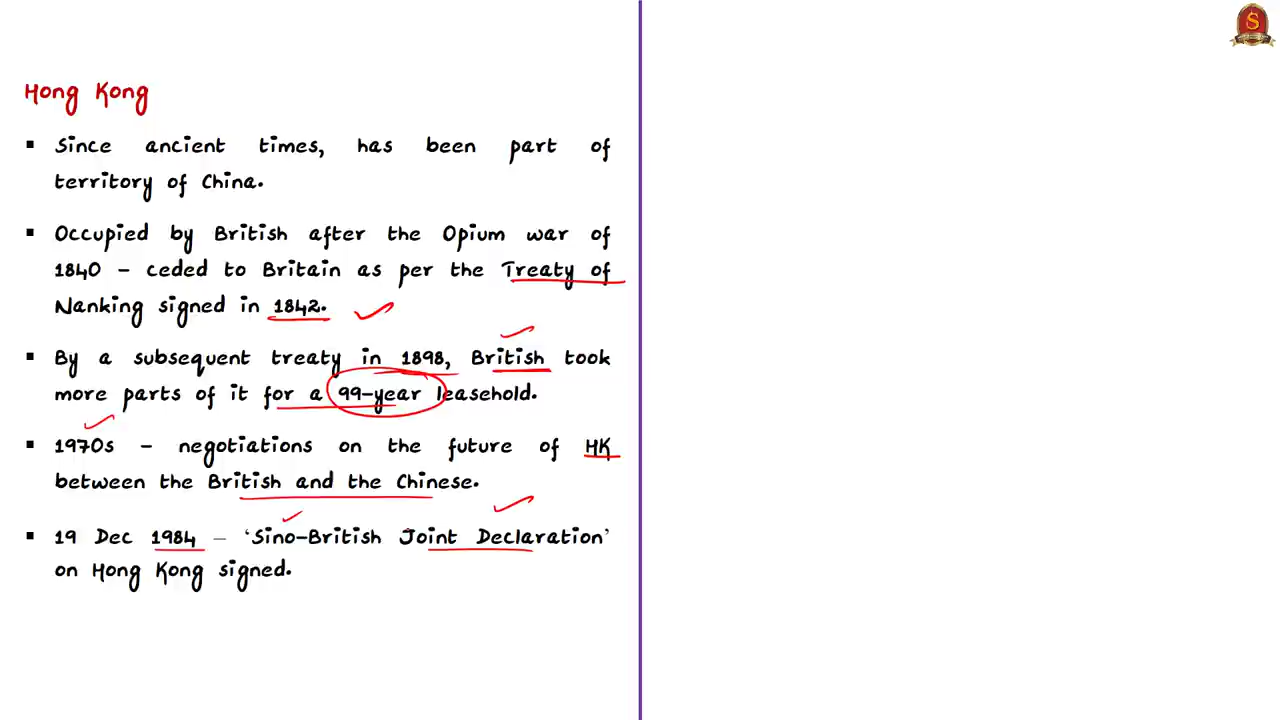 S
Hong Kong
▪ Since ancient times, has been part of
territory of China.
▪ Occupied by British after the Opium war of
1840 – ceded to Britain as per the Treaty of
Nanking signed in 1842.
▪ By a subsequent treaty in 1898, British took
more parts of it for a 99-year leasehold.
▪ 1970s – negotiations on the future of HK
between the British and the Chinese.
▪ 19 Dec 1984 – ‘Sino-British Joint Declaration’
on Hong Kong signed.